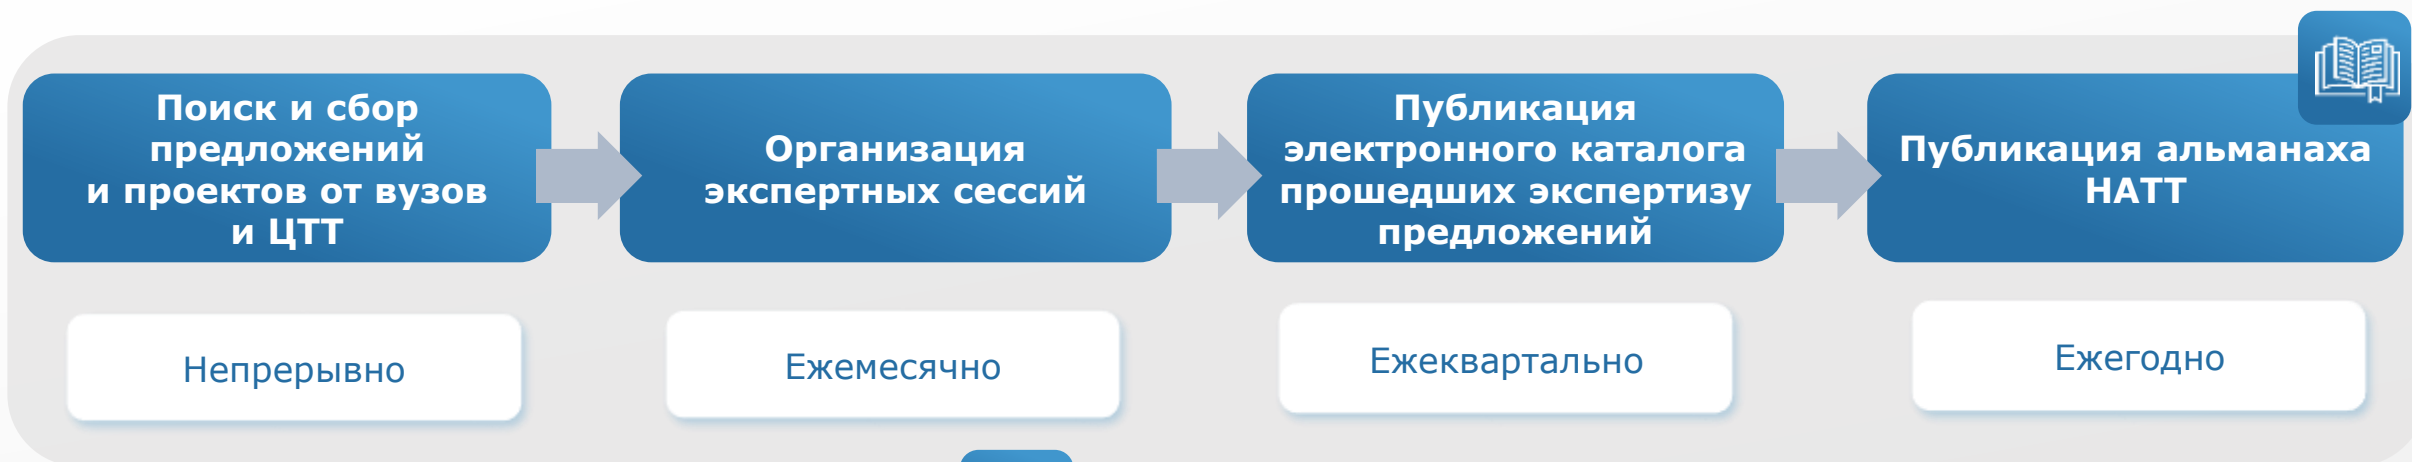 Поиск и сбор
предложений
и проектов от вузов
и ЦТТ
Организация
экспертных сессий
Публикация
электронного каталога
прошедших экспертизу
предложений
Публикация альманаха
НАТТ
Непрерывно
Ежемесячно
Ежеквартально
Ежегодно